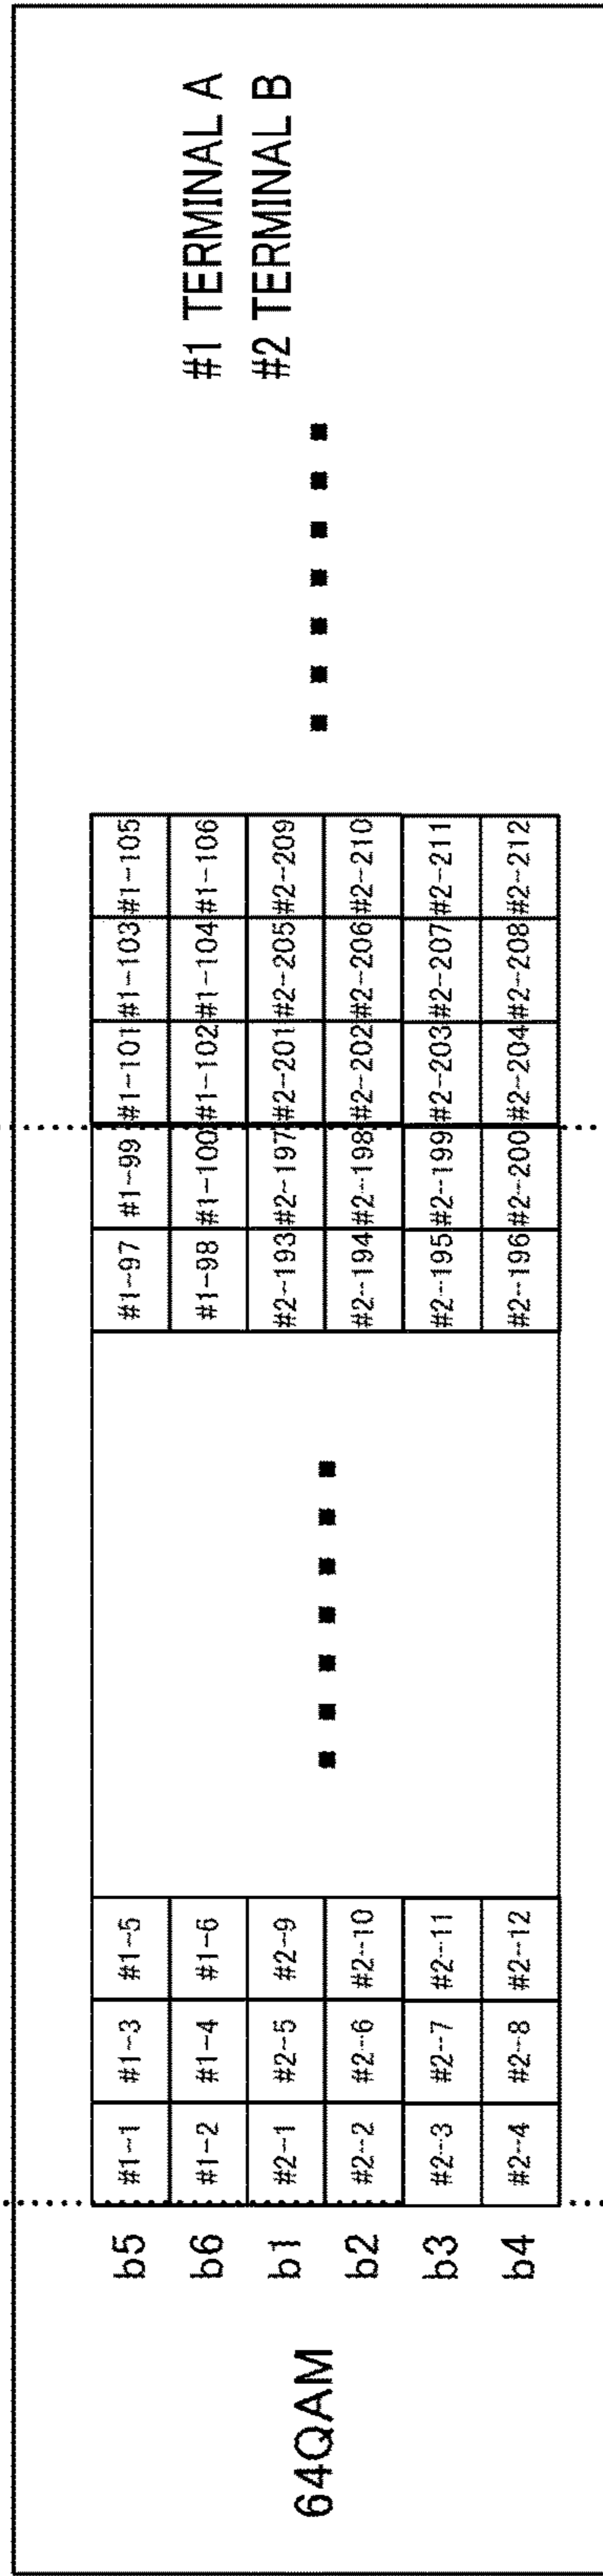 #1 TERMINAL A
#2 TERMINAL B
64QAM
b5 #1-1 #1-3 #1-5 #1-97 #1-99 #1-101 #1-103 #1-105
b6 #1-2 #1-4 #1-6 #1-98 #1-100 #1-102 #1-104 #1-106
b1 #2-1 #2-5 #2-9 #2-193 #2-197 #2-201 #2-205 #2-209
b2 #2-2 #2-6 #2-10 #2-194 #2-198 #2-202 #2-206 #2-210
b3 #2-3 #2-7 #2-11 #2-195 #2-199 #2-203 #2-207 #2-211
b4 #2-4 #2-8 #2-12 #2-196 #2-200 #2-204 #2-208 #2-212